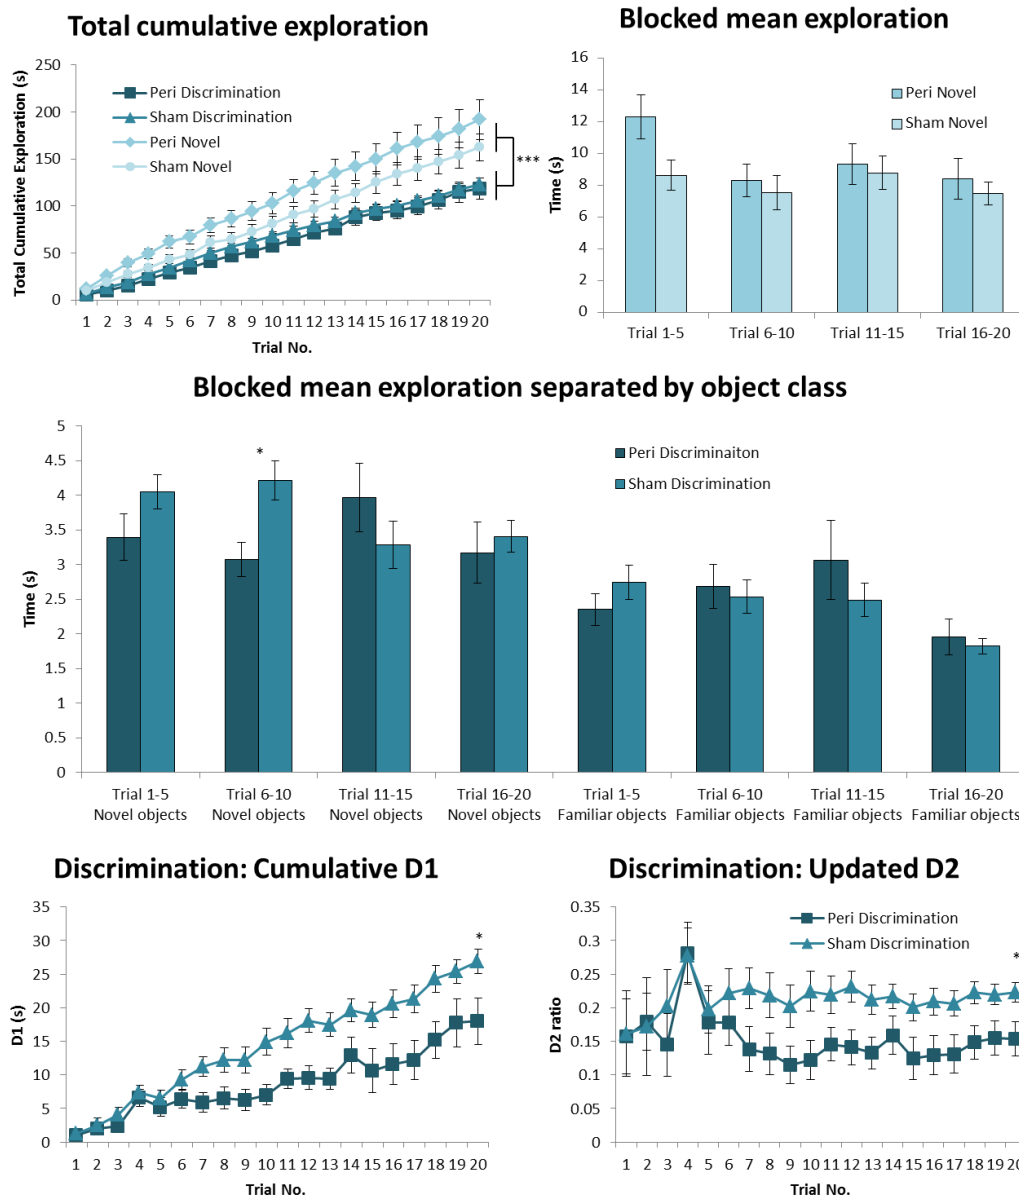 Total cumulative exploration
250
200
150
100
50
0
Total Cumulative Exploration (s)
Peri Discrimination
Sham Discrimination
Peri Novel
Sham Novel
***
1 2 3 4 5 6 7 8 9 10 11 12 13 14 15 16 17 18 19 20
Trial No.
Blocked mean exploration
16
14
12
10
8
6
4
2
0
Time (s)
Peri Novel
Sham Novel
Trial 1-5 Trial 6-10 Trial 11-15 Trial 16-20
Blocked mean exploration separated by object class
5
4.5
4
3.5
3
2.5
2
1.5
1
0.5
0
Time (s)
*
Peri Discriminaiton
Sham Discrimination
Trial 1-5 Trial 6-10 Trial 11-15 Trial 16-20 Trial 1-5 Trial 6-10 Trial 11-15 Trial 16-20
Novel objects Novel objects Novel objects Novel objects Familiar objects Familiar objects Familiar objects Familiar objects
Discrimination: Cumulative D1
35
30
25
20
15
10
5
0
D1 (s)
*
1 2 3 4 5 6 7 8 9 10 11 12 13 14 15 16 17 18 19 20
Trial No.
Discrimination: Updated D2
0.35
0.3
0.25
0.2
0.15
0.1
0.05
0
D2 ratio
Peri Discrimination
Sham Discrimination
*
1 2 3 4 5 6 7 8 9 10 11 12 13 14 15 16 17 18 19 20
Trial No.